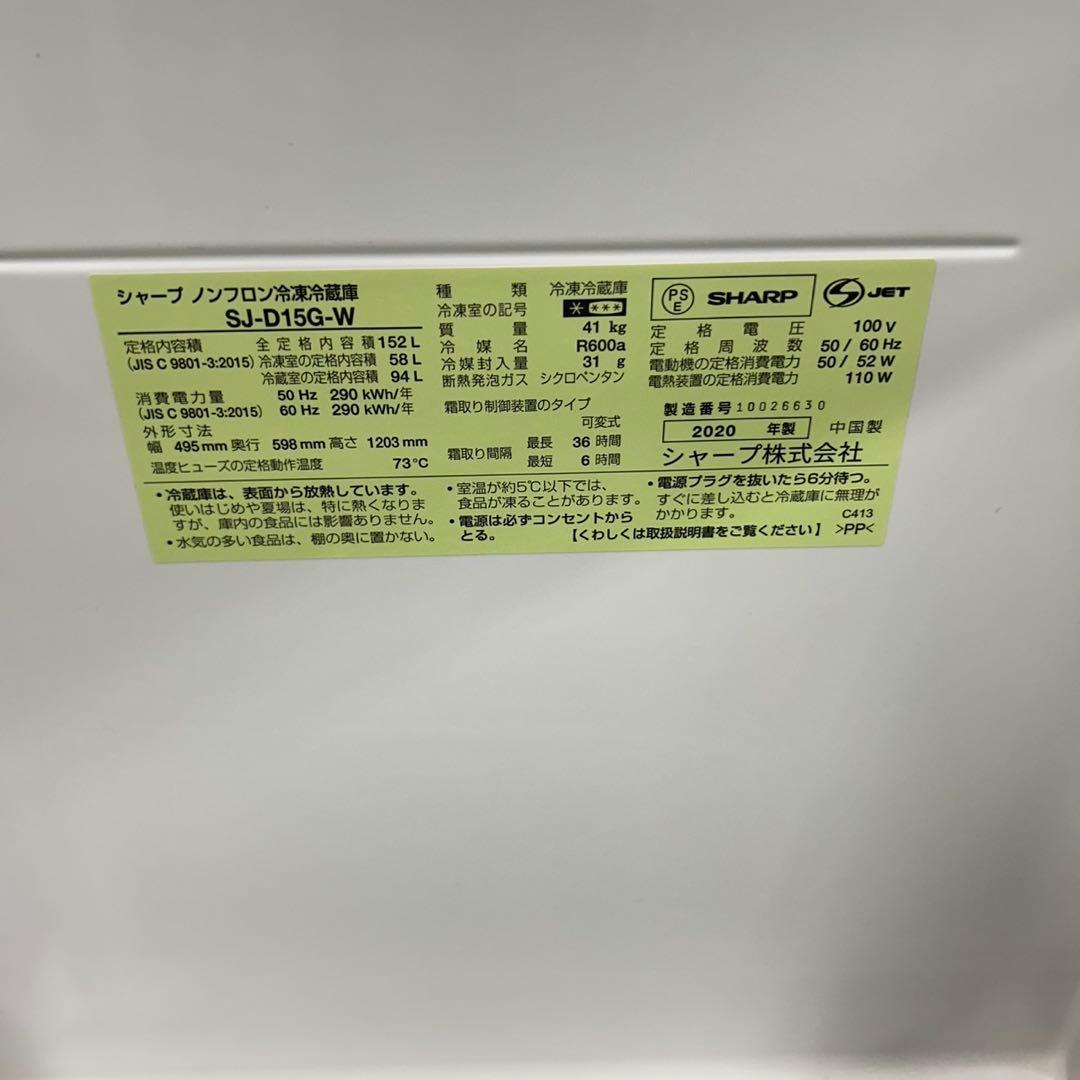 シャープ ノンフロン冷凍冷蔵庫
SJ-D15G-W
定格内容積 全定格内容積 152 L
(JIS C 9801-3:2015) 冷凍室の定格内容積 58 L
冷蔵室の定格内容積 94 L
消費電力量 50 Hz 290 kWh/年
(JIS C 9801-3:2015) 60 Hz 290 kWh/年
外形寸法
幅 495 mm 奥行 598 mm 高さ 1203 mm
温度ヒューズの定格動作温度 73℃
種類 冷凍冷蔵庫
冷凍室の記号 * ***
質量 41 kg
冷媒名 R600a
冷媒封入量 31 g
断熱発泡ガス シクロペンタン
霜取り制御装置のタイプ
可変式
霜取り間隔 最長 36 時間
最短 6 時間
PS E SHARP S JET
定格電圧 100 V
定格周波数 50 / 60 Hz
電動機の定格消費電力 50 / 52 W
電熱装置の定格消費電力 110 W
製造番号 10026630
2020 年製 中国製
シャープ株式会社
・冷蔵庫は、表面から放熱しています。
使いはじめや夏場は、特に熱くなりま
すが、庫内の食品には影響ありません。
・水気の多い食品は、棚の奥に置かない。
・室温が約5℃以下では、
食品が凍ることがあります。
・電源は必ずコンセントから
とる。
・電源プラグを抜いたら6分待つ。
すぐに差し込むと冷蔵庫に無理が
かかります。 C413
【くわしくは取扱説明書をご覧ください】 >PP<